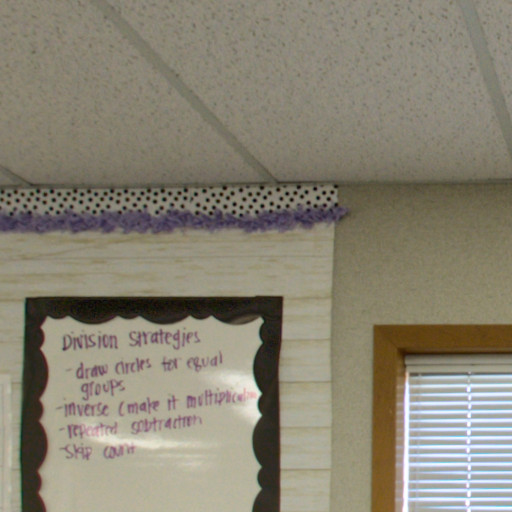 Division Strategies
- draw circles for equal
groups
- inverse (make it multiplication
- repeated subtraction
- skip count